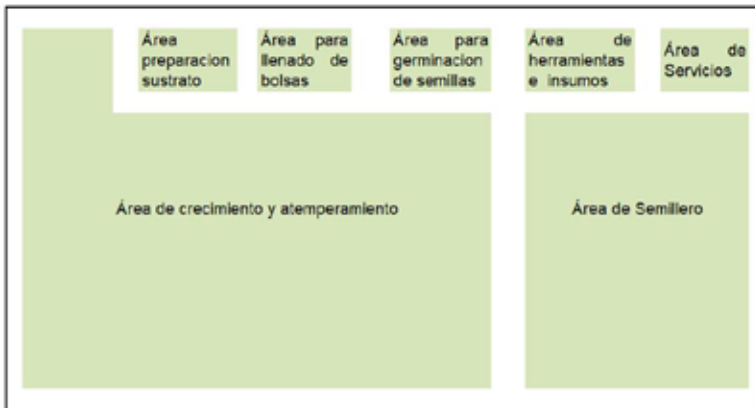 Área
preparacion
sustrato
Área para
llenado de
bolsas
Área para
germinacion
de semillas
Área de
herramientas
e insumos
Área de
Servicios
Área de crecimiento y atemperamiento
Área de Semillero